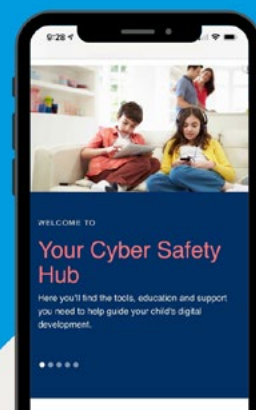 9:28
WELCOME TO
Your Cyber Safety
Hub
Here you'll find the tools, education and support
you need to help guide your child's digital
development.